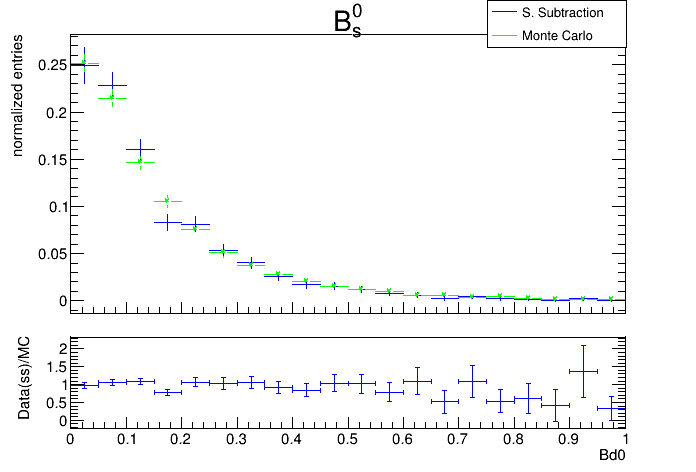 B⁰ₛ
S. Subtraction
Monte Carlo
normalized entries
0.25
0.2
0.15
0.1
0.05
0
Data(ss)/MC
2
1.5
1
0.5
0
0 0.1 0.2 0.3 0.4 0.5 0.6 0.7 0.8 0.9 1
Bd0